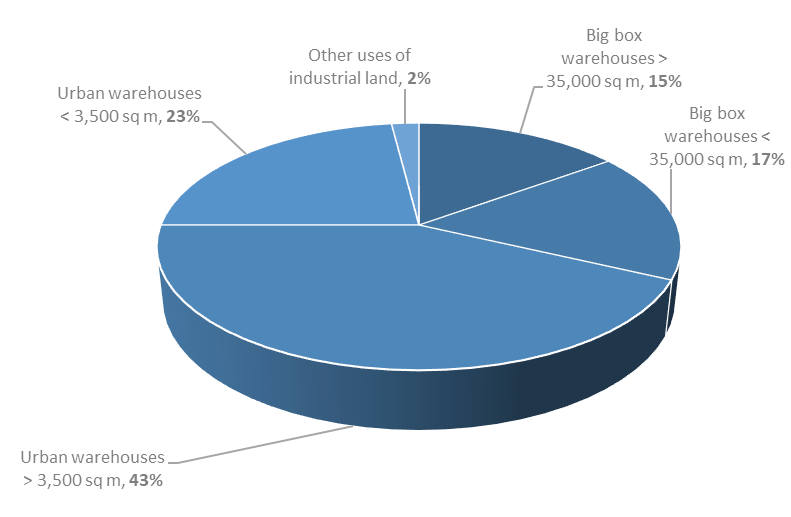 Big box
warehouses >
35,000 sq m, 15%
Other uses of
industrial land, 2%
Urban warehouses
< 3,500 sq m, 23%
Big box
warehouses <
35,000 sq m, 17%
Urban warehouses
> 3,500 sq m, 43%